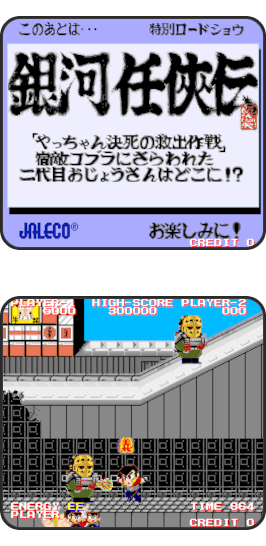 このあとは・・・ 特別ロードショウ
銀河任侠伝
「やっちゃん決死の救出作戦」
宿敵コブラにさらわれた
二代目おじょうさんはどこに!?
JALECO®
お楽しみに!
CREDIT 0
PLAYER-1 HIGH-SCORE PLAYER-2
6000 300000 000
ENERGY EE
PLAYER
TIME 864
CREDIT 0